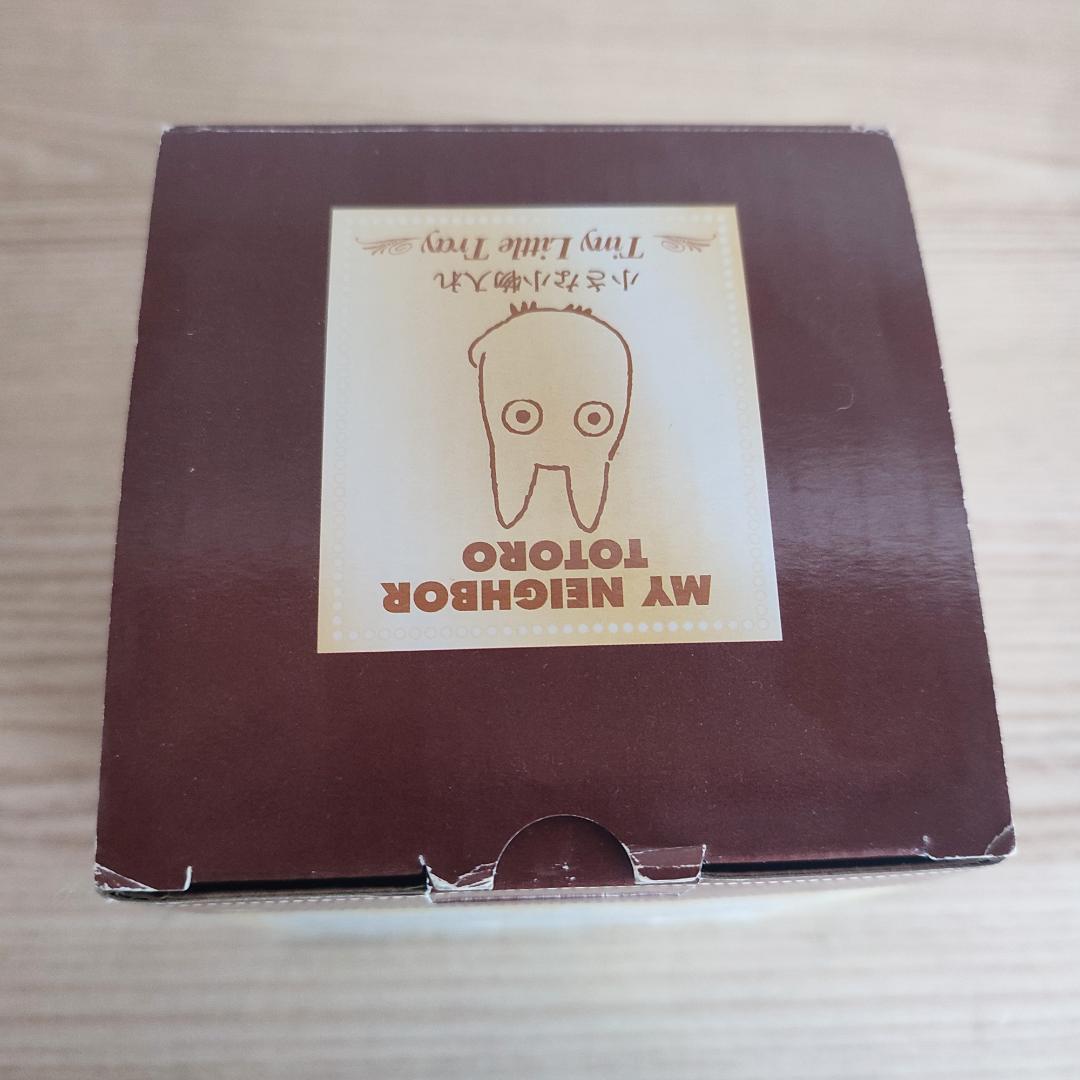 MY NEIGHBOR
TOTORO
小さな小物入れ
Tiny Little Tray